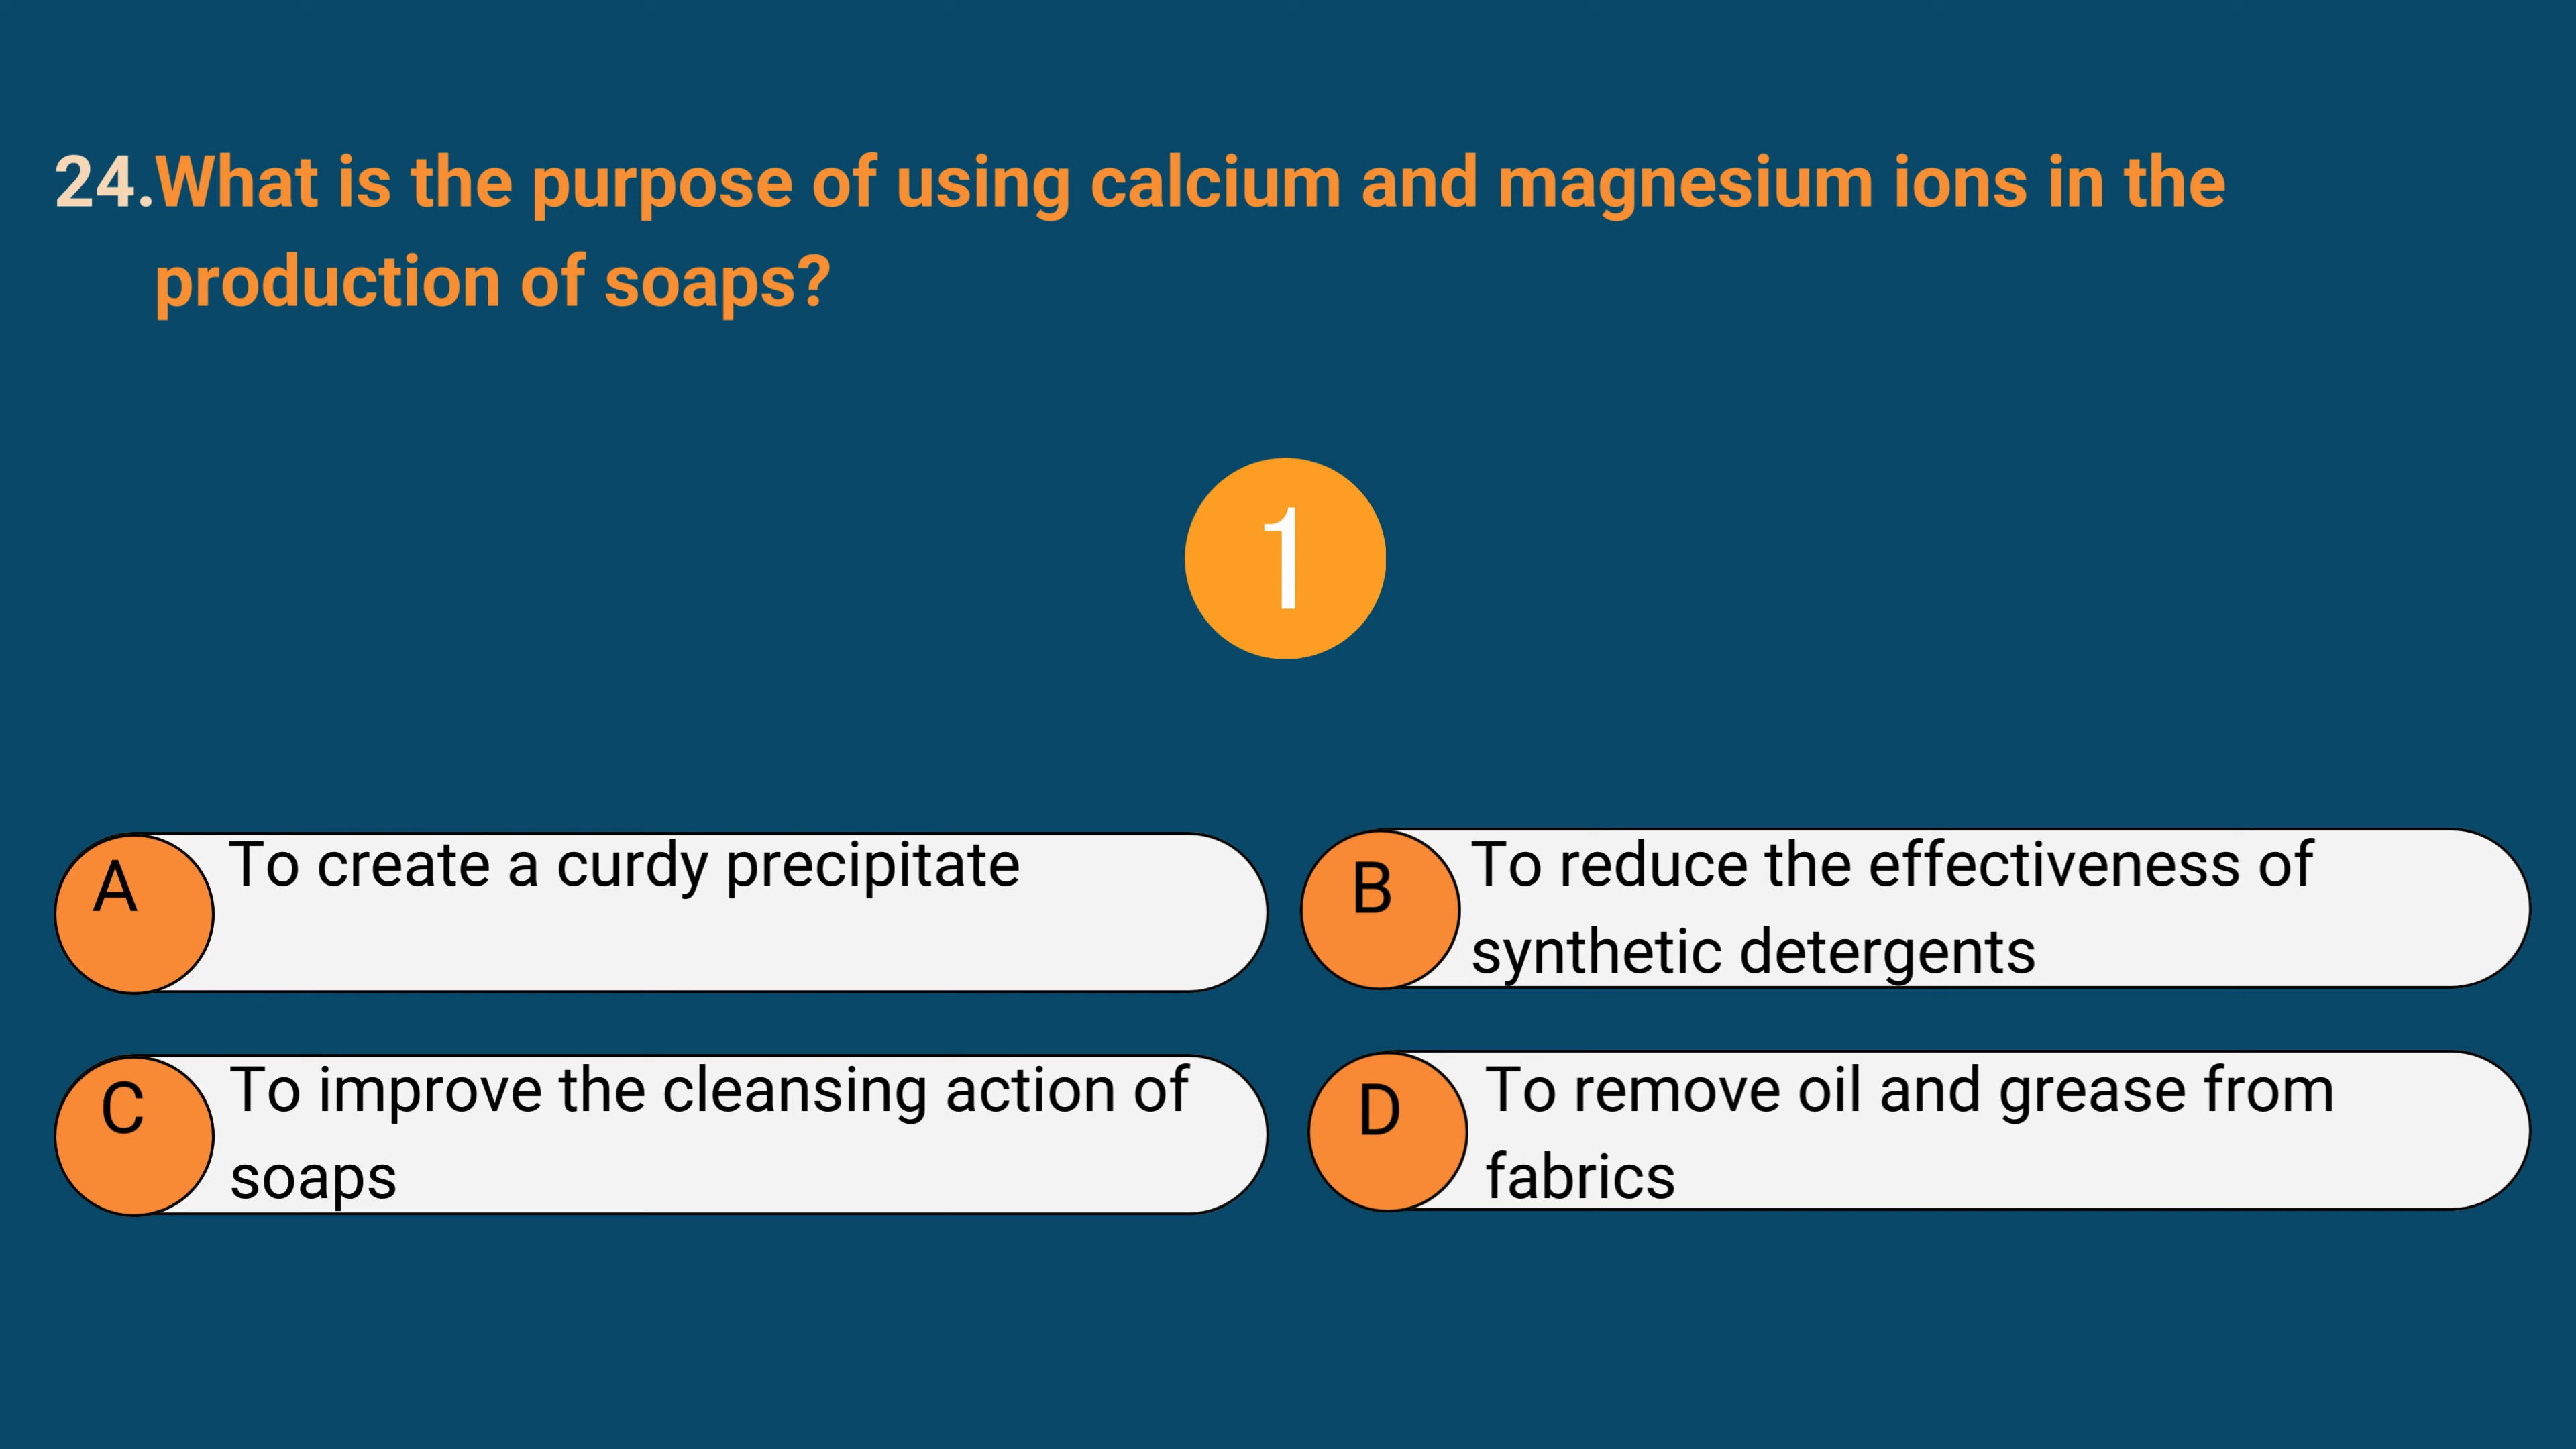 24.What is the purpose of using calcium and magnesium ions in the
production of soaps?
1
A
To create a curdy precipitate
B
To reduce the effectiveness of
synthetic detergents
C
To improve the cleansing action of
soaps
D
To remove oil and grease from
fabrics